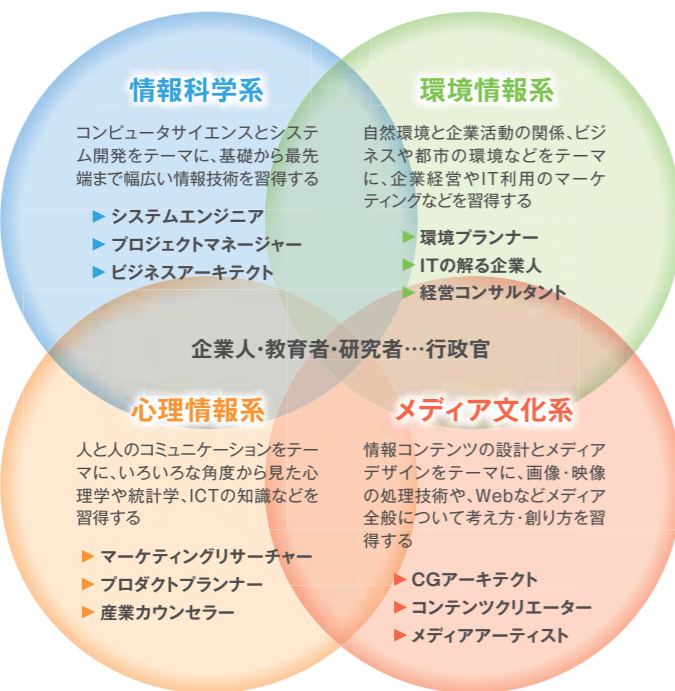 情報科学系
コンピュータサイエンスとシステ
ム開発をテーマに、基礎から最先
端まで幅広い情報技術を習得する
▶ システムエンジニア
▶ プロジェクトマネージャー
▶ ビジネスアーキテクト
環境情報系
自然環境と企業活動の関係、ビジ
ネスや都市の環境などをテーマ
に、企業経営やIT利用のマーケ
ティングなどを習得する
▶ 環境プランナー
▶ ITの解る企業人
▶ 経営コンサルタント
企業人・教育者・研究者…行政官
心理情報系
人と人のコミュニケーションをテー
マに、いろいろな角度から見た心
理学や統計学、ICTの知識などを
習得する
▶ マーケティングリサーチャー
▶ プロダクトプランナー
▶ 産業カウンセラー
メディア文化系
情報コンテンツの設計とメディア
デザインをテーマに、画像・映像
の処理技術や、Webなどメディア
全般について考え方・創り方を習
得する
▶ CGアーキテクト
▶ コンテンツクリエーター
▶ メディアアーティスト